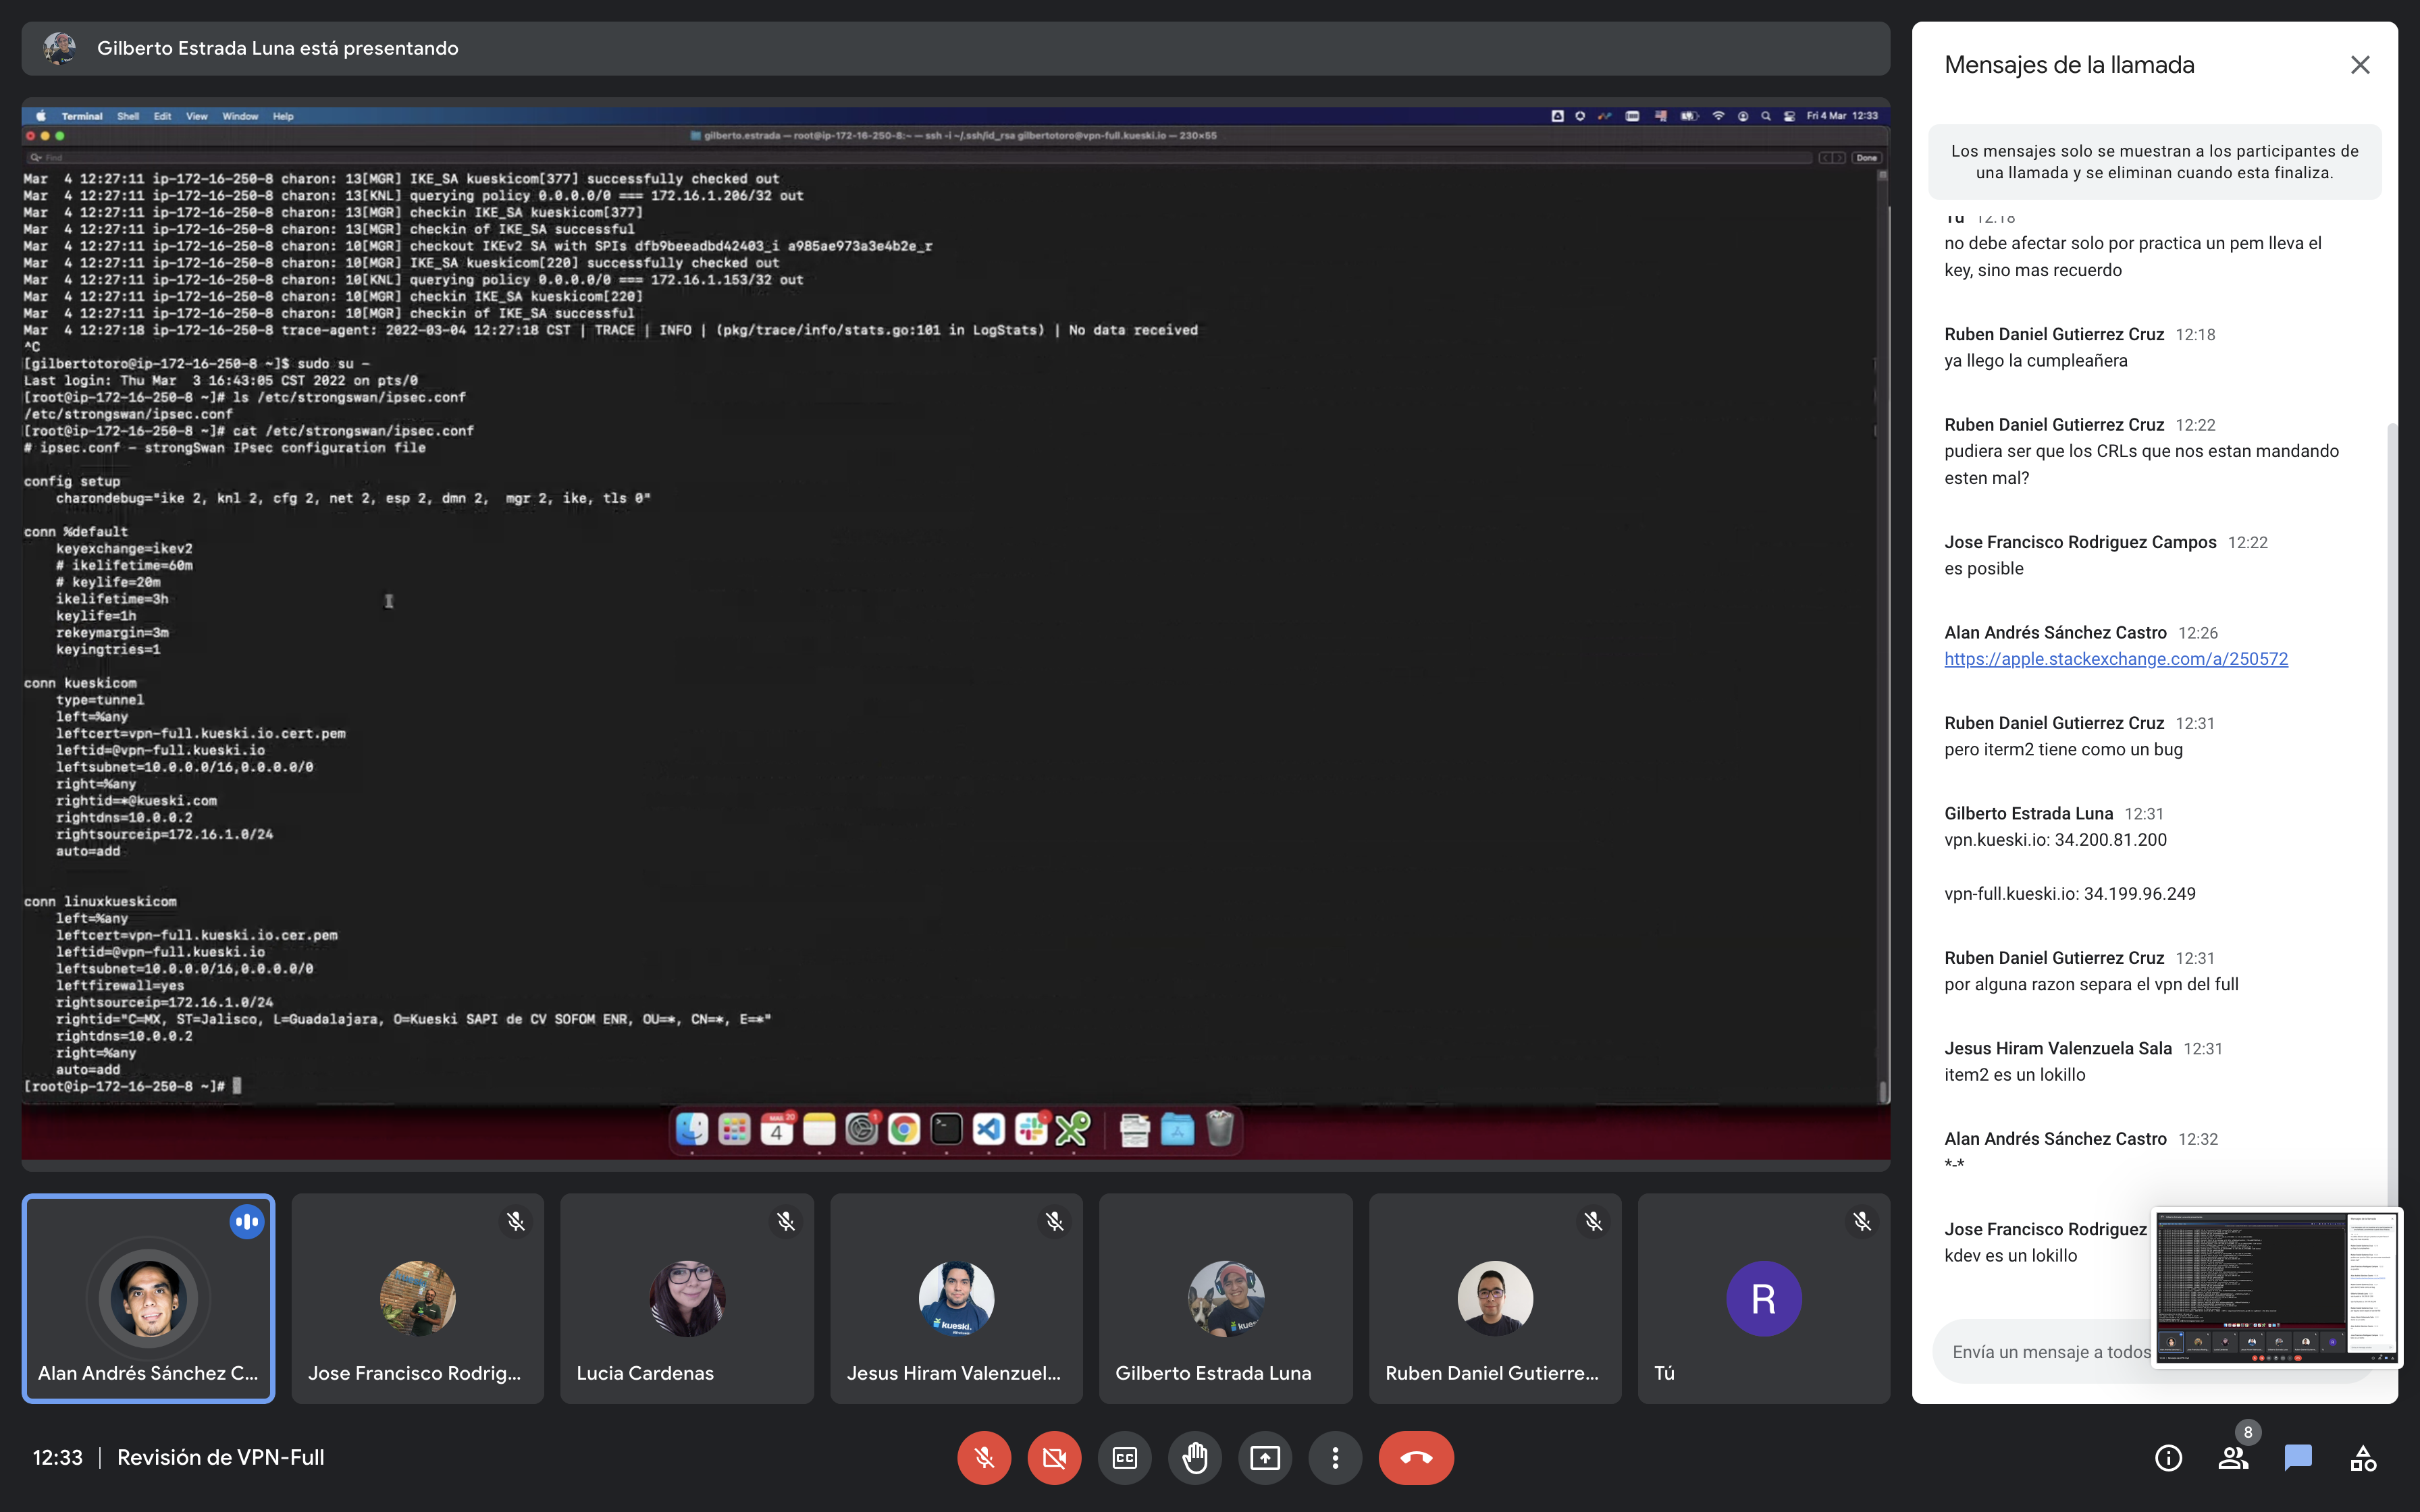 Gilberto Estrada Luna está presentando
Terminal Shell Edit View Window Help
Fri 4 Mar 12:33
gilberto.estrada — root@ip-172-16-250-8:~ — ssh -i ~/.ssh/id_rsa gilbertotoro@vpn-full.kueski.io — 230×55
Find
Done
Mar  4 12:27:11 ip-172-16-250-8 charon: 13[MGR] IKE_SA kueskicom[377] successfully checked out
Mar  4 12:27:11 ip-172-16-250-8 charon: 13[KNL] querying policy 0.0.0.0/0 === 172.16.1.206/32 out
Mar  4 12:27:11 ip-172-16-250-8 charon: 13[MGR] checkin IKE_SA kueskicom[377]
Mar  4 12:27:11 ip-172-16-250-8 charon: 13[MGR] checkin of IKE_SA successful
Mar  4 12:27:11 ip-172-16-250-8 charon: 10[MGR] checkout IKEv2 SA with SPIs dfb9beeadbd42403_i a985ae973a3e4b2e_r
Mar  4 12:27:11 ip-172-16-250-8 charon: 10[MGR] IKE_SA kueskicom[220] successfully checked out
Mar  4 12:27:11 ip-172-16-250-8 charon: 10[KNL] querying policy 0.0.0.0/0 === 172.16.1.153/32 out
Mar  4 12:27:11 ip-172-16-250-8 charon: 10[MGR] checkin IKE_SA kueskicom[220]
Mar  4 12:27:11 ip-172-16-250-8 charon: 10[MGR] checkin of IKE_SA successful
Mar  4 12:27:18 ip-172-16-250-8 trace-agent: 2022-03-04 12:27:18 CST | TRACE | INFO | (pkg/trace/info/stats.go:101 in LogStats) | No data received
^C
[gilbertotoro@ip-172-16-250-8 ~]$ sudo su -
Last login: Thu Mar  3 16:43:05 CST 2022 on pts/0
[root@ip-172-16-250-8 ~]# ls /etc/strongswan/ipsec.conf
/etc/strongswan/ipsec.conf
[root@ip-172-16-250-8 ~]# cat /etc/strongswan/ipsec.conf
# ipsec.conf - strongSwan IPsec configuration file
config setup
charondebug="ike 2, knl 2, cfg 2, net 2, esp 2, dmn 2,  mgr 2, ike, tls 0"
conn %default
keyexchange=ikev2
# ikelifetime=60m
# keylife=20m
ikelifetime=3h
keylife=1h
rekeymargin=3m
keyingtries=1
conn kueskicom
type=tunnel
left=%any
leftcert=vpn-full.kueski.io.cert.pem
leftid=@vpn-full.kueski.io
leftsubnet=10.0.0.0/16,0.0.0.0/0
right=%any
rightid=*@kueski.com
rightdns=10.0.0.2
rightsourceip=172.16.1.0/24
auto=add
conn linuxkueskicom
left=%any
leftcert=vpn-full.kueski.io.cer.pem
leftid=@vpn-full.kueski.io
leftsubnet=10.0.0.0/16,0.0.0.0/0
leftfirewall=yes
rightsourceip=172.16.1.0/24
rightid="C=MX, ST=Jalisco, L=Guadalajara, O=Kueski SAPI de CV SOFOM ENR, OU=*, CN=*, E=*"
rightdns=10.0.0.2
right=%any
auto=add
[root@ip-172-16-250-8 ~]#
Alan Andrés Sánchez C...
Jose Francisco Rodrig...
Lucia Cardenas
kueski.
Jesus Hiram Valenzuel...
Gilberto Estrada Luna
Ruben Daniel Gutierre...
R
Tú
12:33 | Revisión de VPN-Full
8
Mensajes de la llamada
Los mensajes solo se muestran a los participantes de
una llamada y se eliminan cuando esta finaliza.
Tú 12:18
no debe afectar solo por practica un pem lleva el
key, sino mas recuerdo
Ruben Daniel Gutierrez Cruz 12:18
ya llego la cumpleañera
Ruben Daniel Gutierrez Cruz 12:22
pudiera ser que los CRLs que nos estan mandando
esten mal?
Jose Francisco Rodriguez Campos 12:22
es posible
Alan Andrés Sánchez Castro 12:26
https://apple.stackexchange.com/a/250572
Ruben Daniel Gutierrez Cruz 12:31
pero iterm2 tiene como un bug
Gilberto Estrada Luna 12:31
vpn.kueski.io: 34.200.81.200
vpn-full.kueski.io: 34.199.96.249
Ruben Daniel Gutierrez Cruz 12:31
por alguna razon separa el vpn del full
Jesus Hiram Valenzuela Sala 12:31
item2 es un lokillo
Alan Andrés Sánchez Castro 12:32
*-*
Jose Francisco Rodriguez
kdev es un lokillo
Envía un mensaje a todos